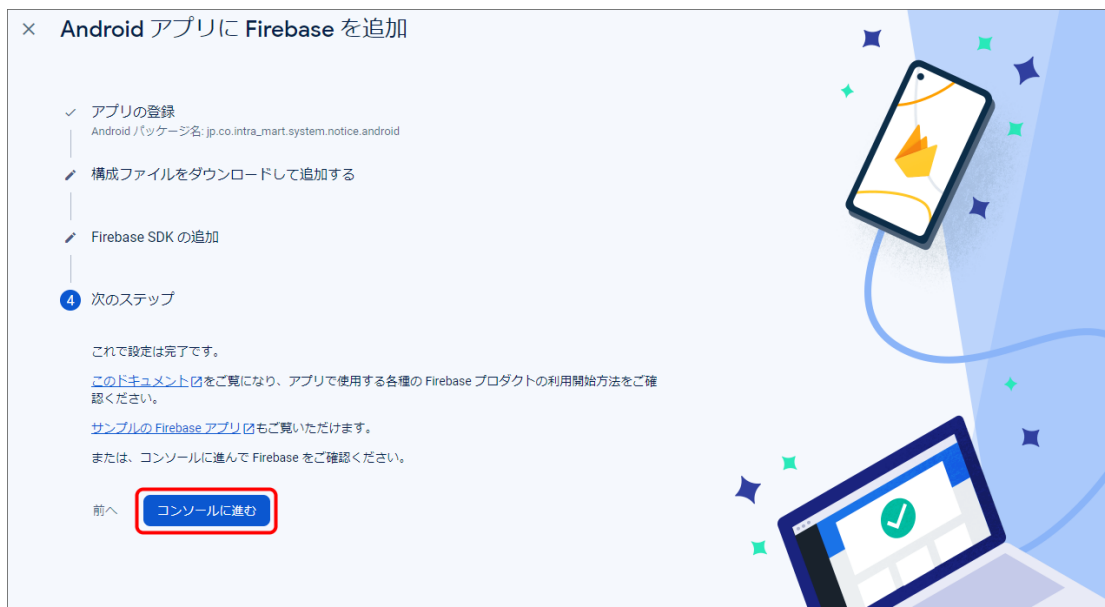 × Android アプリに Firebase を追加
アプリの登録
Android パッケージ名: jp.co.intra_mart.system.notice.android
構成ファイルをダウンロードして追加する
Firebase SDK の追加
4 次のステップ
これで設定は完了です。
このドキュメントをご覧になり、アプリで使用する各種の Firebase プロダクトの利用開始方法をご確
認ください。
サンプルの Firebase アプリもご覧いただけます。
または、コンソールに進んで Firebase をご確認ください。
前へ コンソールに進む